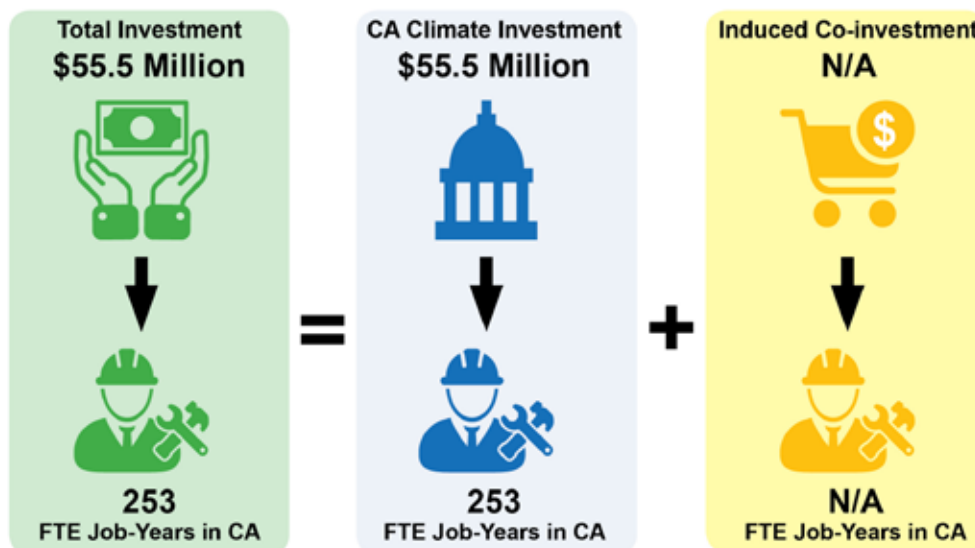 Total Investment
$55.5 Million
253
FTE Job-Years in CA
=
CA Climate Investment
$55.5 Million
253
FTE Job-Years in CA
+
Induced Co-investment
N/A
$
N/A
FTE Job-Years in CA